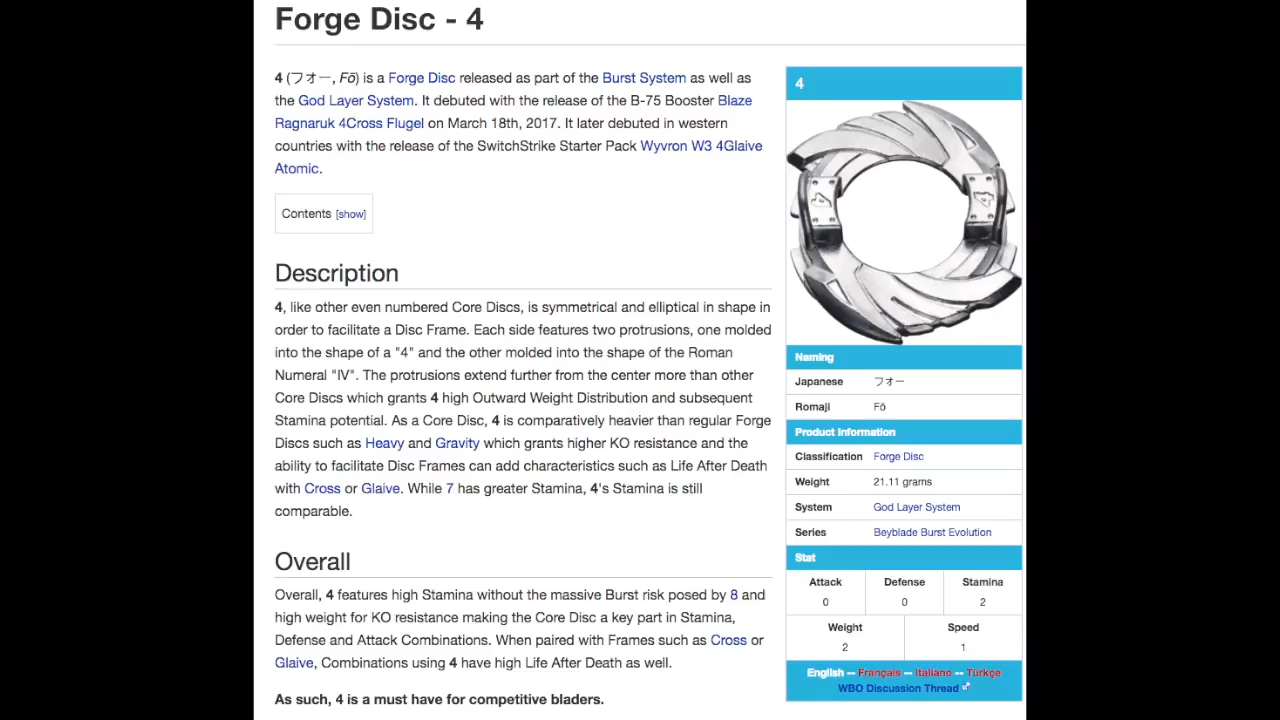 Forge Disc - 4
4 (フォー, Fō) is a Forge Disc released as part of the Burst System as well as
the God Layer System. It debuted with the release of the B-75 Booster Blaze
Ragnaruk 4Cross Flugel on March 18th, 2017. It later debuted in western
countries with the release of the SwitchStrike Starter Pack Wyvron W3 4Glaive
Atomic.
Contents [show]
Description
4, like other even numbered Core Discs, is symmetrical and elliptical in shape in
order to facilitate a Disc Frame. Each side features two protrusions, one molded
into the shape of a "4" and the other molded into the shape of the Roman
Numeral "IV". The protrusions extend further from the center more than other
Core Discs which grants 4 high Outward Weight Distribution and subsequent
Stamina potential. As a Core Disc, 4 is comparatively heavier than regular Forge
Discs such as Heavy and Gravity which grants higher KO resistance and the
ability to facilitate Disc Frames can add characteristics such as Life After Death
with Cross or Glaive. While 7 has greater Stamina, 4's Stamina is still
comparable.
Overall
Overall, 4 features high Stamina without the massive Burst risk posed by 8 and
high weight for KO resistance making the Core Disc a key part in Stamina,
Defense and Attack Combinations. When paired with Frames such as Cross or
Glaive, Combinations using 4 have high Life After Death as well.
As such, 4 is a must have for competitive bladers.
4
4
4
Naming
Japanese フォー
Romaji Fō
Product Information
Classification Forge Disc
Weight 21.11 grams
System God Layer System
Series Beyblade Burst Evolution
Stat
Attack Defense Stamina
0 0 2
Weight Speed
2 1
English -- Français -- Italiano -- Türkçe
WBO Discussion Thread